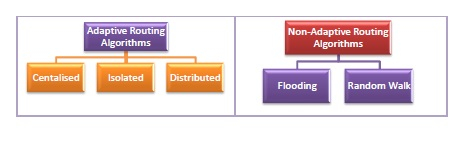 Adaptive Routing
Algorithms
Centalised
Isolated
Distributed
Non-Adaptive Routing
Algorithms
Flooding
Random Walk